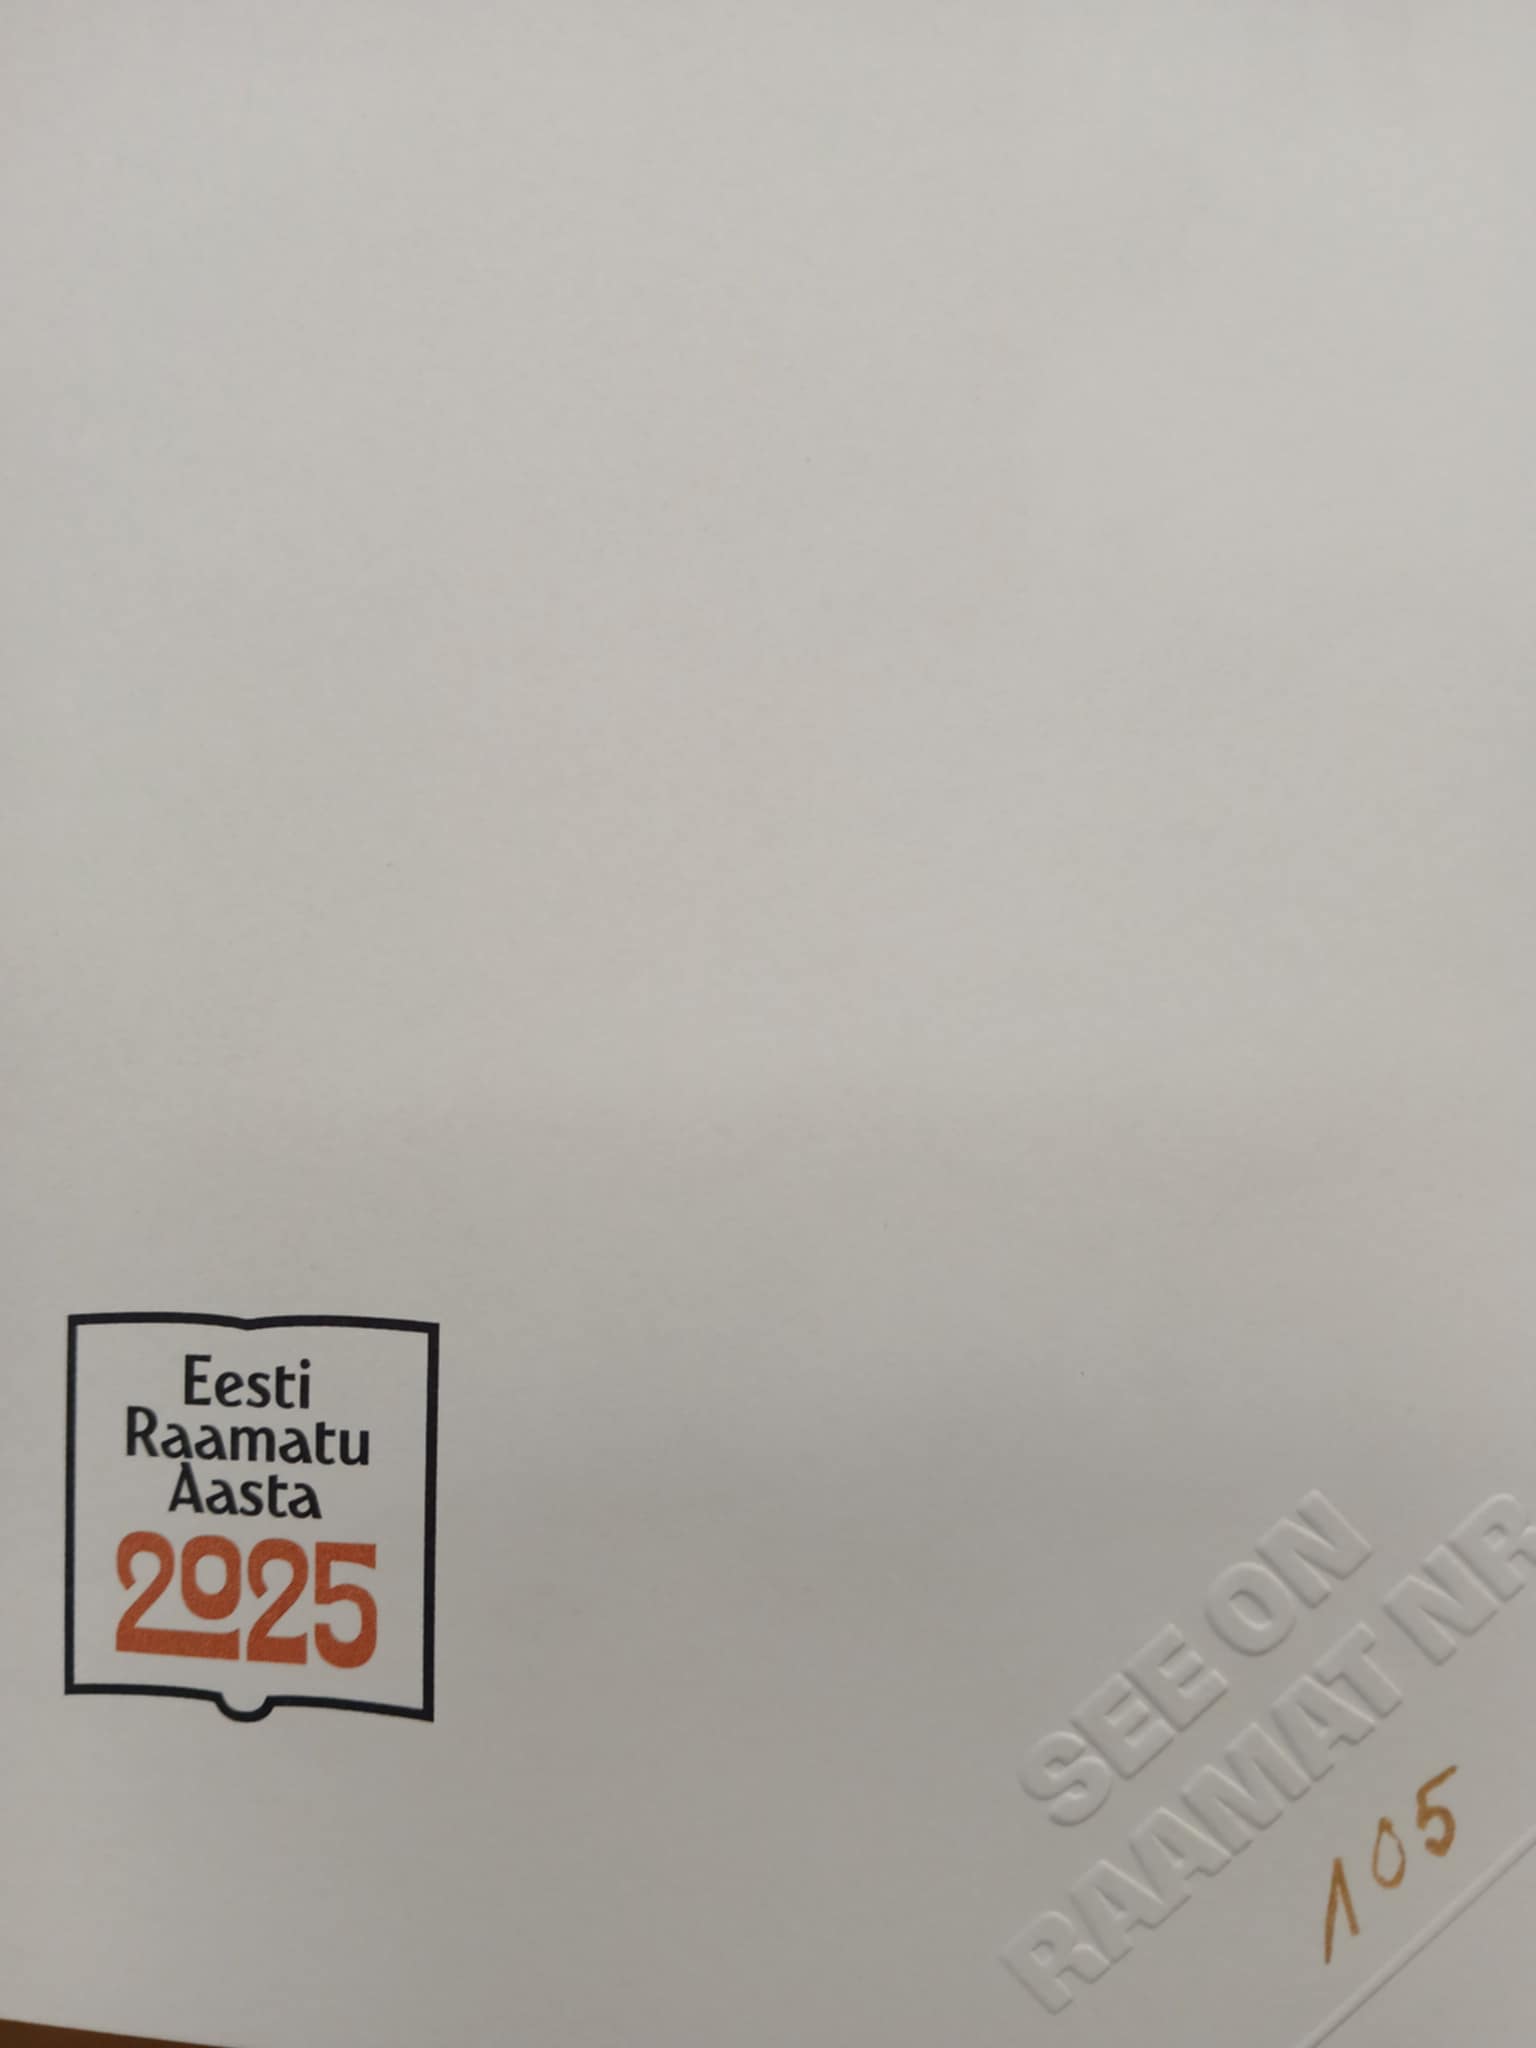 Eesti
Raamatu
Aasta
2025
SEE ON
RAAMAT NR
105